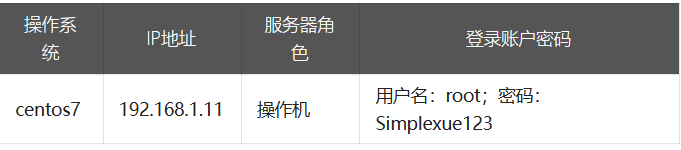 操作系
统
IP地址
服务器角
色
登录账户密码
centos7
192.168.1.11
操作机
用户名：root；密码：
Simplexue123